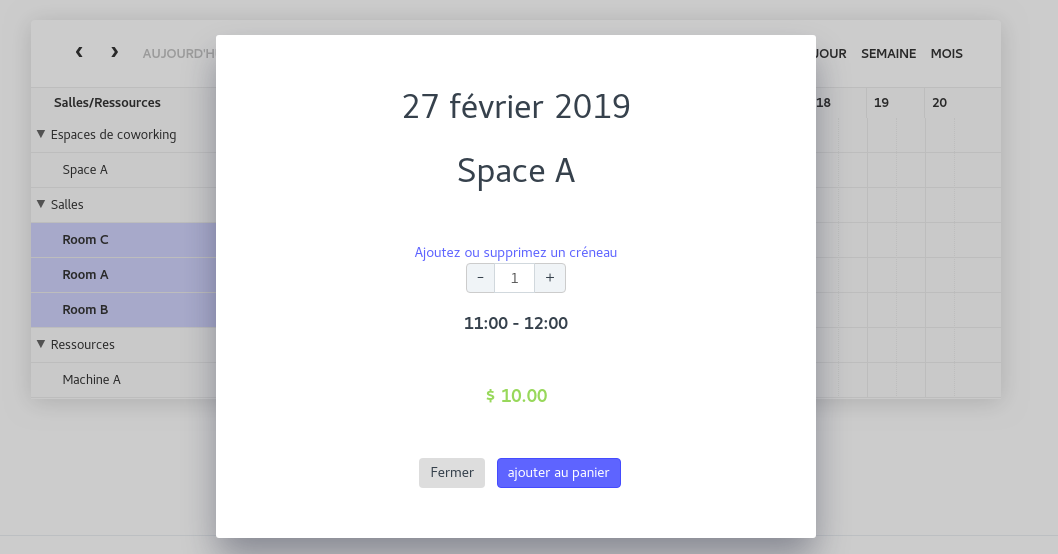 ‹ › AUJOURD'H
JOUR SEMAINE MOIS
Salles/Ressources
18 19 20
▼ Espaces de coworking
Space A
▼ Salles
Room C
Room A
Room B
▼ Ressources
Machine A
27 février 2019
Space A
Ajoutez ou supprimez un créneau
- 1 +
11:00 - 12:00
$ 10.00
Fermer ajouter au panier